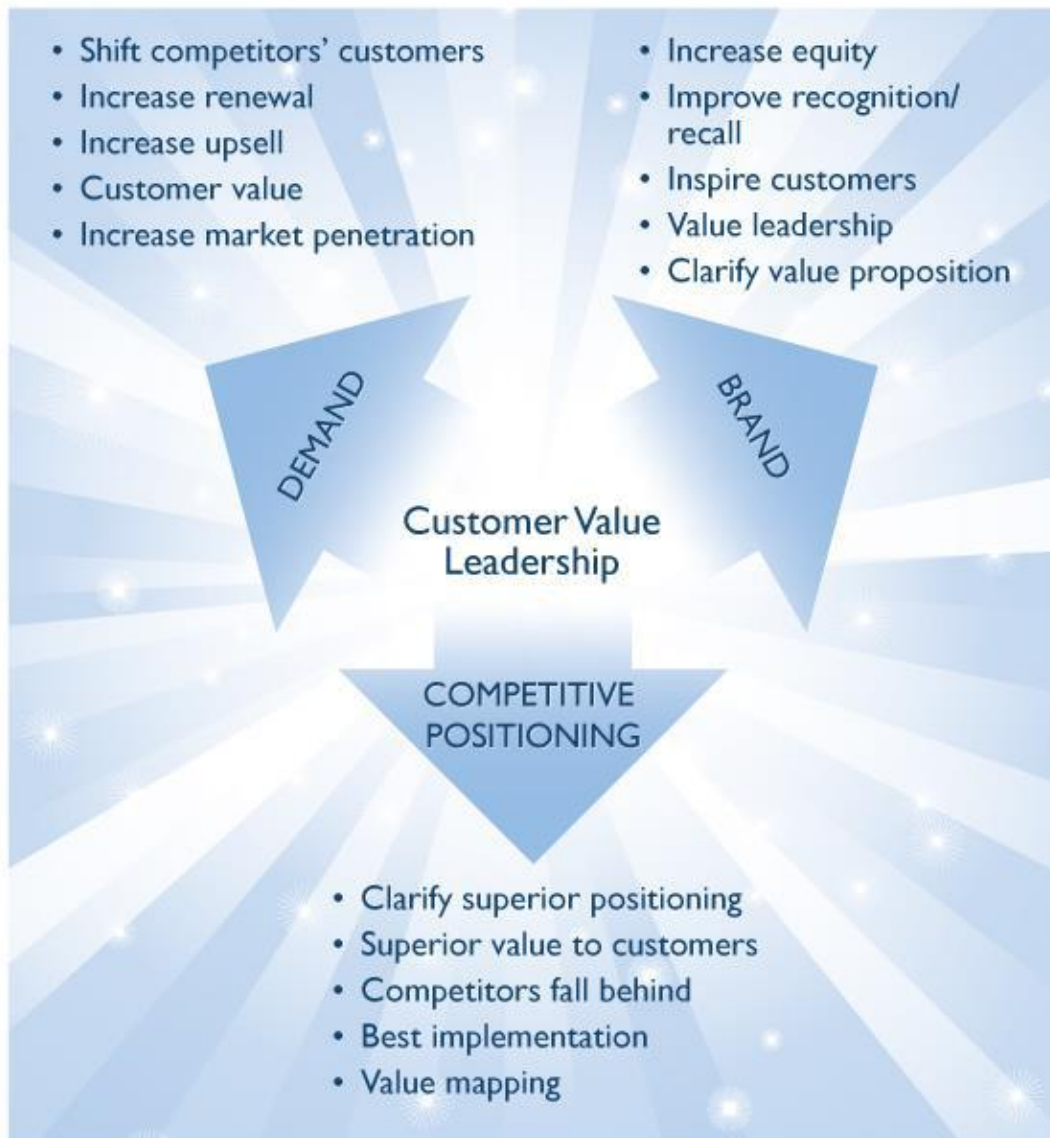 • Shift competitors’ customers
• Increase renewal
• Increase upsell
• Customer value
• Increase market penetration
• Increase equity
• Improve recognition/
recall
• Inspire customers
• Value leadership
• Clarify value proposition
DEMAND
BRAND
Customer Value
Leadership
COMPETITIVE
POSITIONING
• Clarify superior positioning
• Superior value to customers
• Competitors fall behind
• Best implementation
• Value mapping